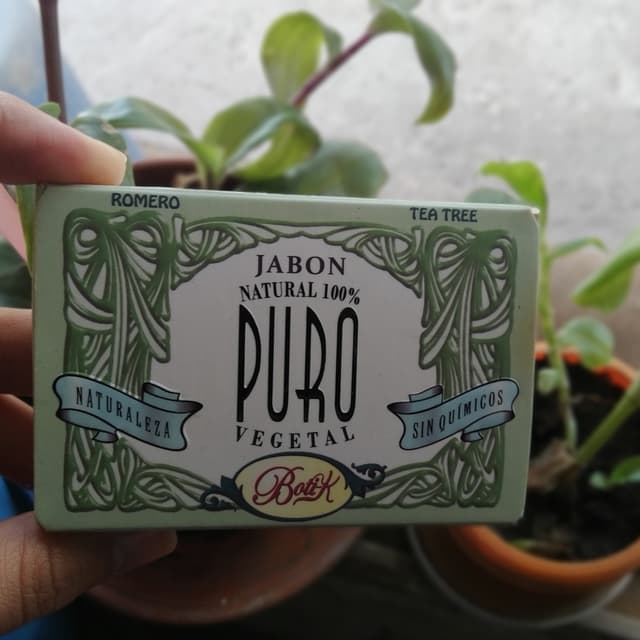 ROMERO
TEA TREE
JABON
NATURAL 100%
PURO
VEGETAL
NATURALEZA
SIN QUÍMICOS
Botik